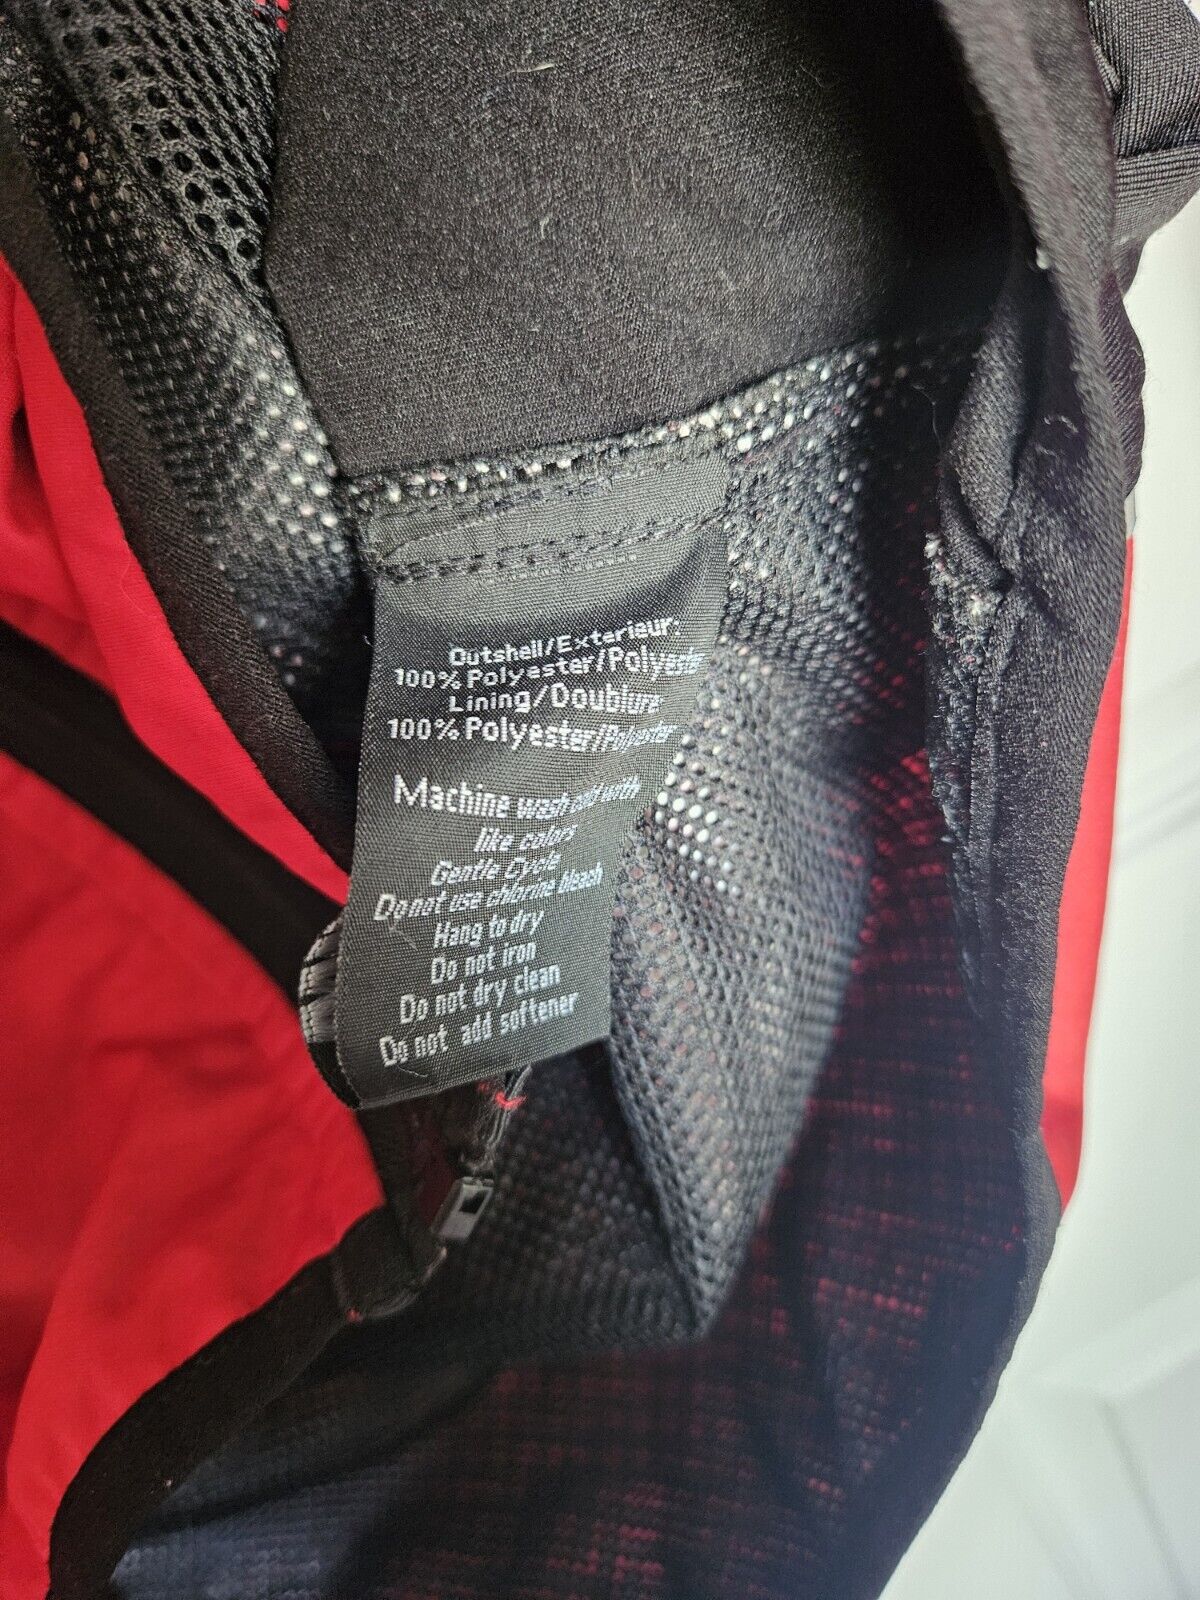 Outshell/Exterieur:
100% Polyester/Polyester
Lining/Doublure
100% Polyester/Polyester
Machine wash cold with
like colors
Gentle Cycle
Do not use chlorine bleach
Hang to dry
Do not iron
Do not dry clean
Do not add softener